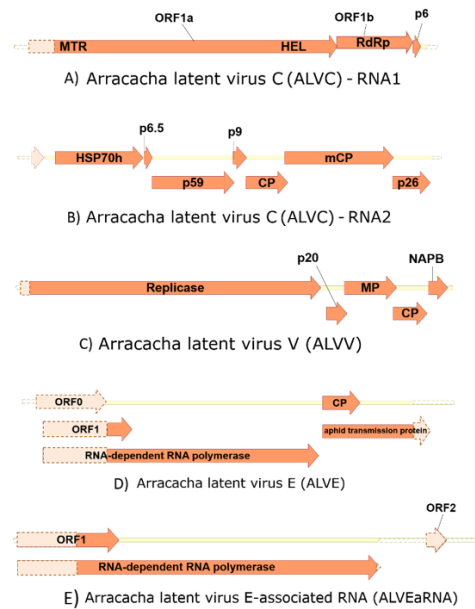 ORF1a
ORF1b
p6
MTR HEL RdRp
A) Arracacha latent virus C (ALVC) - RNA1
p6.5 p9
HSP70h mCP
p59 CP p26
B) Arracacha latent virus C (ALVC) - RNA2
p20 NAPB
Replicase MP
CP
C) Arracacha latent virus V (ALVV)
ORF0 CP
ORF1 aphid transmission protein
RNA-dependent RNA polymerase
D) Arracacha latent virus E (ALVE)
ORF2
ORF1
RNA-dependent RNA polymerase
E) Arracacha latent virus E-associated RNA (ALVEaRNA)